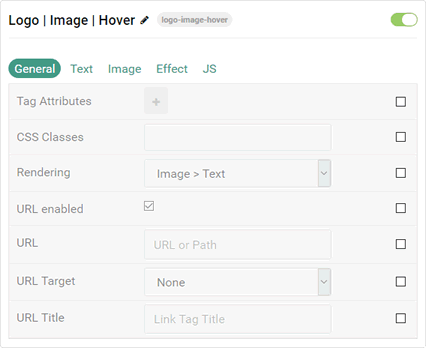 Logo | Image | Hover logo-image-hover
General Text Image Effect JS
Tag Attributes +
CSS Classes
Rendering Image > Text
URL enabled
URL URL or Path
URL Target None
URL Title Link Tag Title